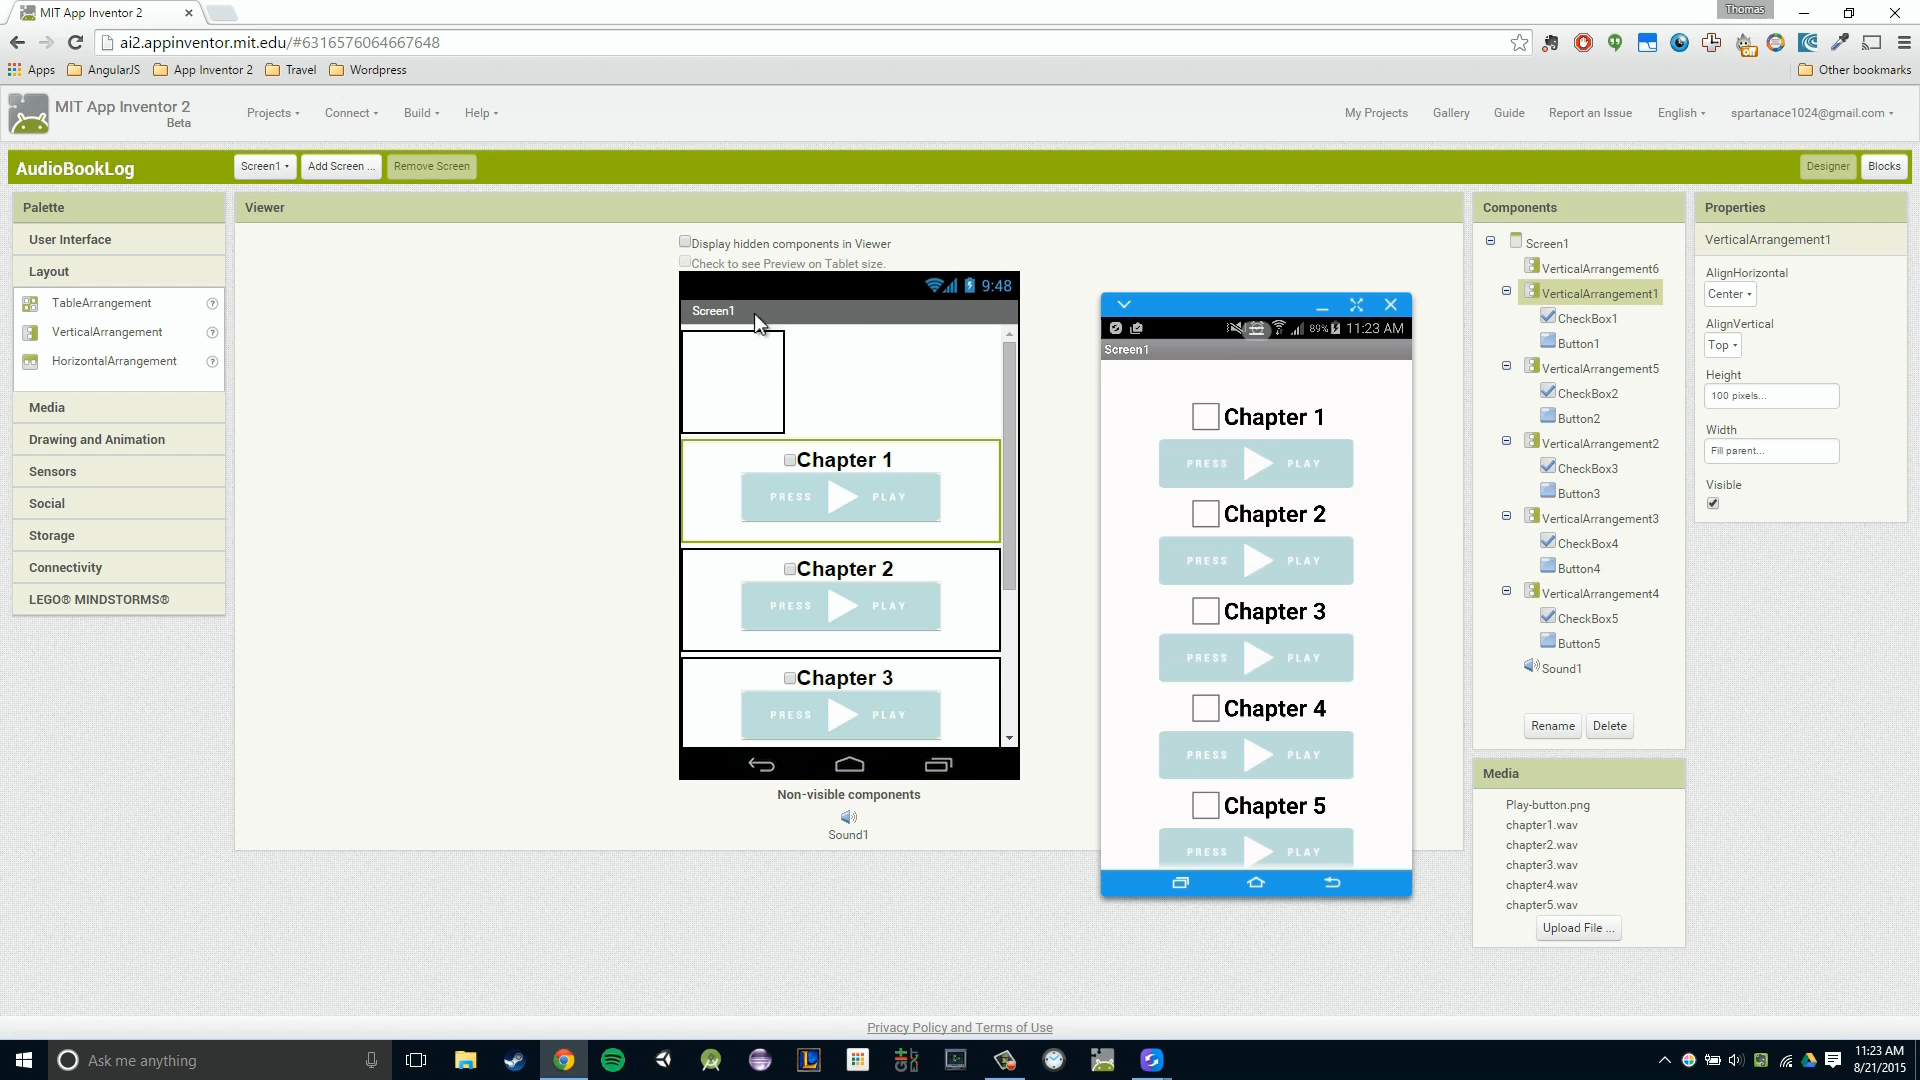 MIT App Inventor 2
Thomas
ai2.appinventor.mit.edu/#6316576064667648
Apps AngularJS App Inventor 2 Travel Wordpress Other bookmarks
MIT App Inventor 2
Beta
Projects Connect Build Help My Projects Gallery Guide Report an Issue English spartanace1024@gmail.com
AudioBookLog Screen1 Add Screen ... Remove Screen Designer Blocks
Palette
User Interface
Layout
TableArrangement ?
VerticalArrangement ?
HorizontalArrangement ?
Media
Drawing and Animation
Sensors
Social
Storage
Connectivity
LEGO® MINDSTORMS®
Viewer
Display hidden components in Viewer
Check to see Preview on Tablet size.
9:48
Screen1
Chapter 1
PRESS PLAY
Chapter 2
PRESS PLAY
Chapter 3
PRESS PLAY
Non-visible components
Sound1
89% 11:23 AM
Screen1
Chapter 1
PRESS PLAY
Chapter 2
PRESS PLAY
Chapter 3
PRESS PLAY
Chapter 4
PRESS PLAY
Chapter 5
PRESS PLAY
Components
Screen1
VerticalArrangement6
VerticalArrangement1
CheckBox1
Button1
VerticalArrangement5
CheckBox2
Button2
VerticalArrangement2
CheckBox3
Button3
VerticalArrangement3
CheckBox4
Button4
VerticalArrangement4
CheckBox5
Button5
Sound1
Rename Delete
Media
Play-button.png
chapter1.wav
chapter2.wav
chapter3.wav
chapter4.wav
chapter5.wav
Upload File ...
Properties
VerticalArrangement1
AlignHorizontal
Center
AlignVertical
Top
Height
100 pixels...
Width
Fill parent...
Visible
Privacy Policy and Terms of Use
Ask me anything
11:23 AM
8/21/2015